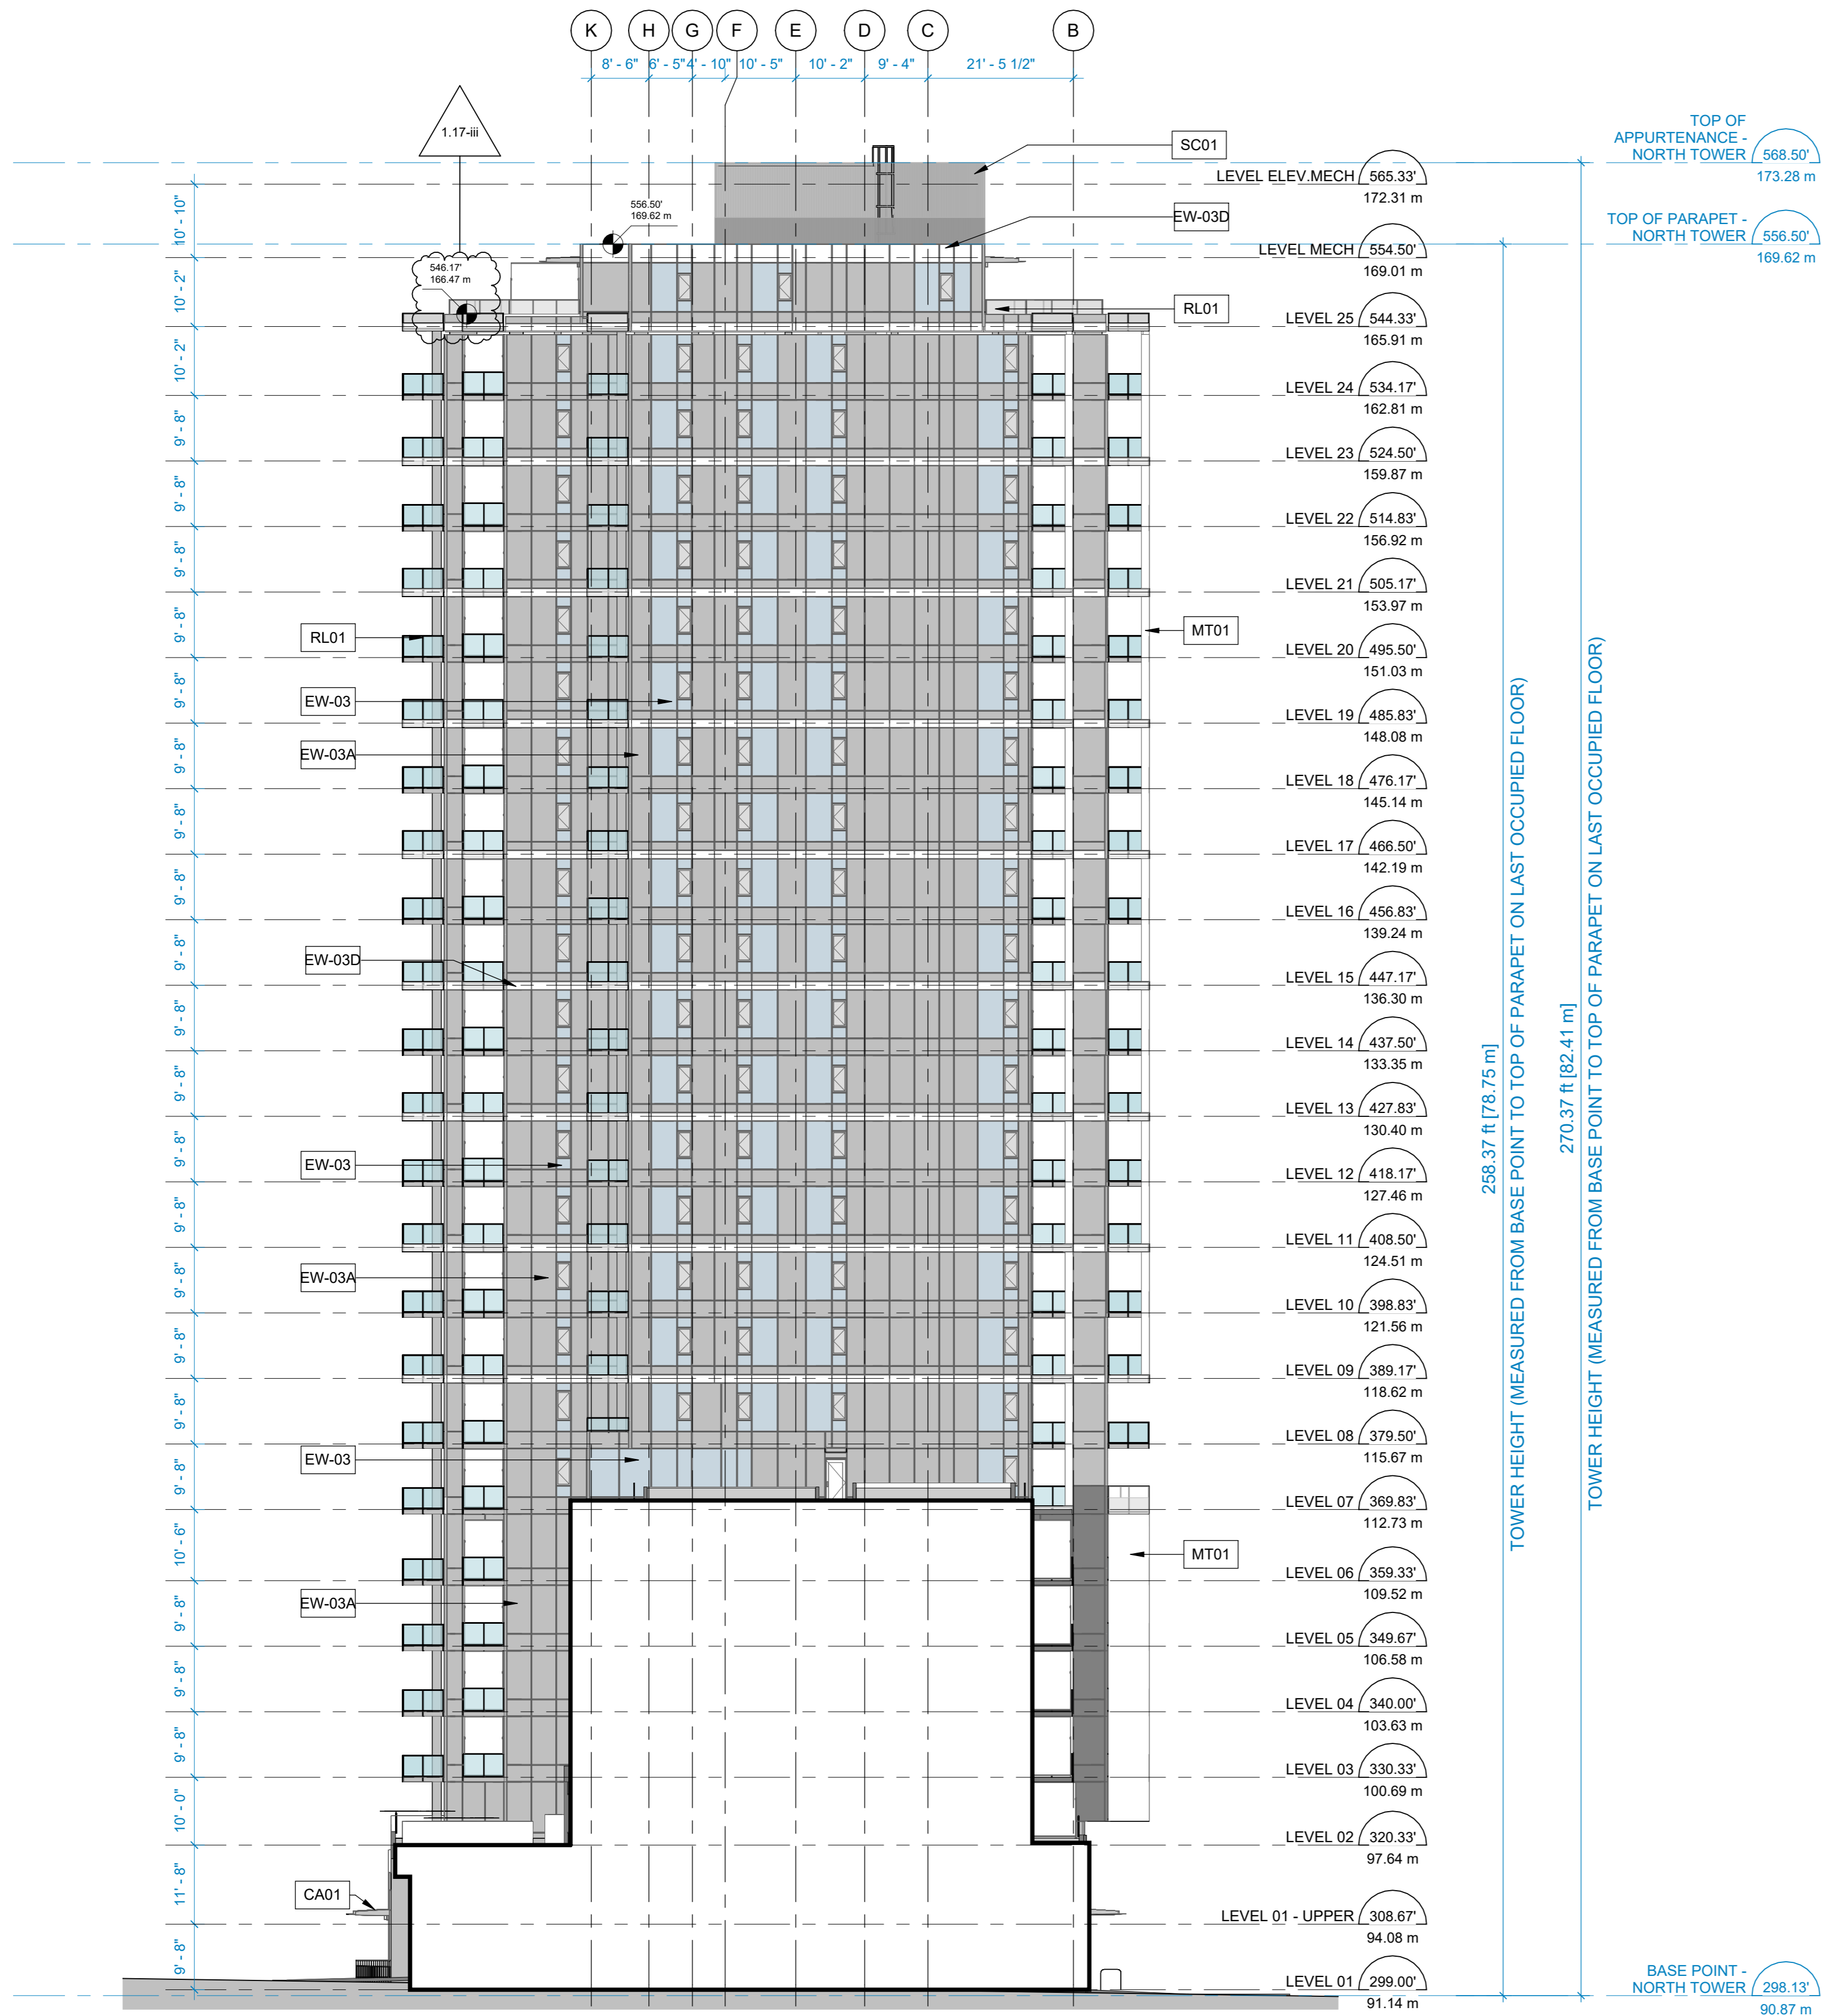 K H G F E D C B
8' - 6" 6' - 5" 4' - 10" 10' - 5" 10' - 2" 9' - 4" 21' - 5 1/2"
1.17-iii
SC01
TOP OF
APPURTENANCE -
NORTH TOWER 568.50'
173.28 m
LEVEL ELEV.MECH 565.33'
172.31 m
10' - 10"
556.50'
169.62 m
EW-03D
TOP OF PARAPET -
NORTH TOWER 556.50'
169.62 m
LEVEL MECH 554.50'
169.01 m
546.17'
166.47 m
10' - 2"
RL01
LEVEL 25 544.33'
165.91 m
10' - 2"
LEVEL 24 534.17'
162.81 m
9' - 8"
LEVEL 23 524.50'
159.87 m
9' - 8"
LEVEL 22 514.83'
156.92 m
9' - 8"
LEVEL 21 505.17'
153.97 m
9' - 8"
RL01
MT01
LEVEL 20 495.50'
151.03 m
9' - 8"
EW-03
LEVEL 19 485.83'
148.08 m
9' - 8"
EW-03A
LEVEL 18 476.17'
145.14 m
9' - 8"
LEVEL 17 466.50'
142.19 m
9' - 8"
LEVEL 16 456.83'
139.24 m
9' - 8"
EW-03D
LEVEL 15 447.17'
136.30 m
9' - 8"
LEVEL 14 437.50'
133.35 m
9' - 8"
LEVEL 13 427.83'
130.40 m
9' - 8"
EW-03
LEVEL 12 418.17'
127.46 m
9' - 8"
LEVEL 11 408.50'
124.51 m
9' - 8"
EW-03A
LEVEL 10 398.83'
121.56 m
9' - 8"
LEVEL 09 389.17'
118.62 m
9' - 8"
LEVEL 08 379.50'
115.67 m
9' - 8"
EW-03
LEVEL 07 369.83'
112.73 m
10' - 6"
MT01
LEVEL 06 359.33'
109.52 m
9' - 8"
EW-03A
LEVEL 05 349.67'
106.58 m
9' - 8"
LEVEL 04 340.00'
103.63 m
9' - 8"
LEVEL 03 330.33'
100.69 m
10' - 0"
LEVEL 02 320.33'
97.64 m
11' - 8"
CA01
LEVEL 01 - UPPER 308.67'
94.08 m
9' - 8"
LEVEL 01 299.00'
91.14 m
BASE POINT -
NORTH TOWER 298.13'
90.87 m
258.37 ft [78.75 m]
TOWER HEIGHT (MEASURED FROM BASE POINT TO TOP OF PARAPET ON LAST OCCUPIED FLOOR)
270.37 ft [82.41 m]
TOWER HEIGHT (MEASURED FROM BASE POINT TO TOP OF PARAPET ON LAST OCCUPIED FLOOR)